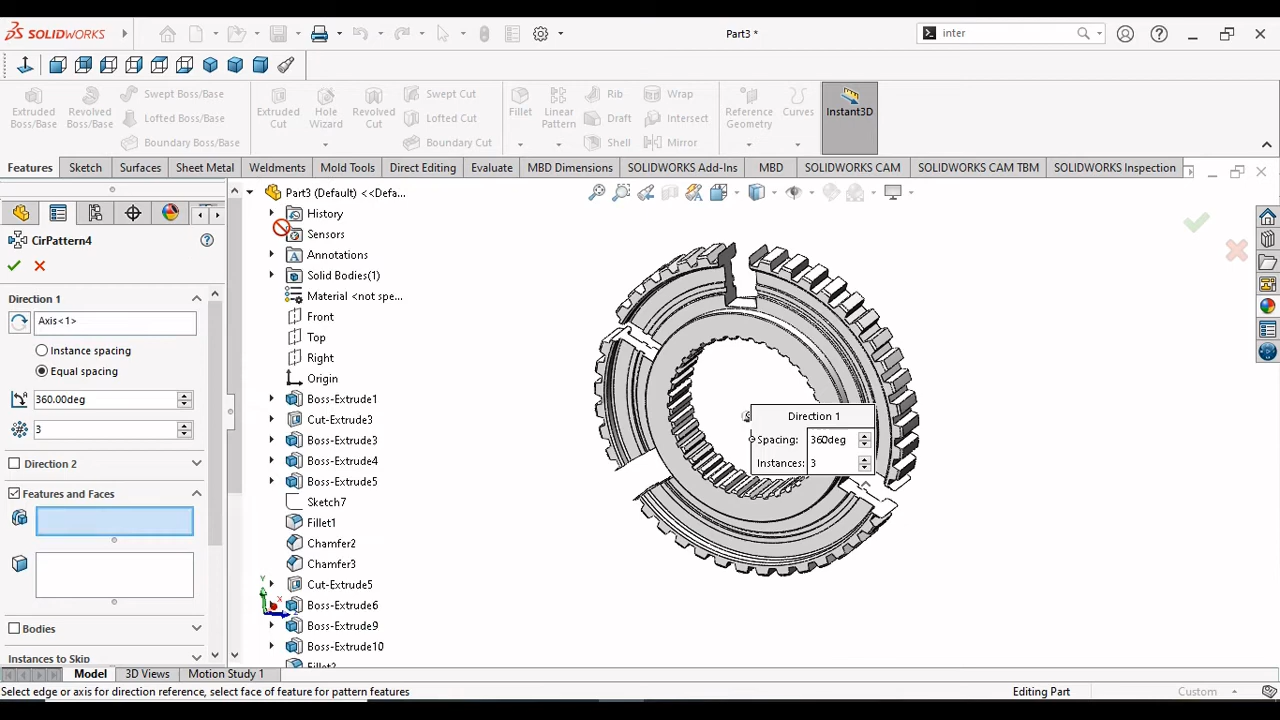 SOLIDWORKS
Part3 *
inter
Extruded Boss/Base
Revolved Boss/Base
Swept Boss/Base
Lofted Boss/Base
Boundary Boss/Base
Extruded Cut
Hole Wizard
Revolved Cut
Swept Cut
Lofted Cut
Boundary Cut
Fillet
Linear Pattern
Rib
Draft
Shell
Wrap
Intersect
Mirror
Reference Geometry
Curves
Instant3D
Features
Sketch
Surfaces
Sheet Metal
Weldments
Mold Tools
Direct Editing
Evaluate
MBD Dimensions
SOLIDWORKS Add-Ins
MBD
SOLIDWORKS CAM
SOLIDWORKS CAM TBM
SOLIDWORKS Inspection
CirPattern4
Direction 1
Axis<1>
Instance spacing
Equal spacing
360.00deg
3
Direction 2
Features and Faces
Bodies
Instances to Skip
Part3 (Default) <<Defa...
History
Sensors
Annotations
Solid Bodies(1)
Material <not spe...
Front
Top
Right
Origin
Boss-Extrude1
Cut-Extrude3
Boss-Extrude3
Boss-Extrude4
Boss-Extrude5
Sketch7
Fillet1
Chamfer2
Chamfer3
Cut-Extrude5
Boss-Extrude6
Boss-Extrude9
Boss-Extrude10
Y
X
Direction 1
Spacing: 360deg
Instances: 3
Model
3D Views
Motion Study 1
Select edge or axis for direction reference, select face of feature for pattern features
Editing Part
Custom